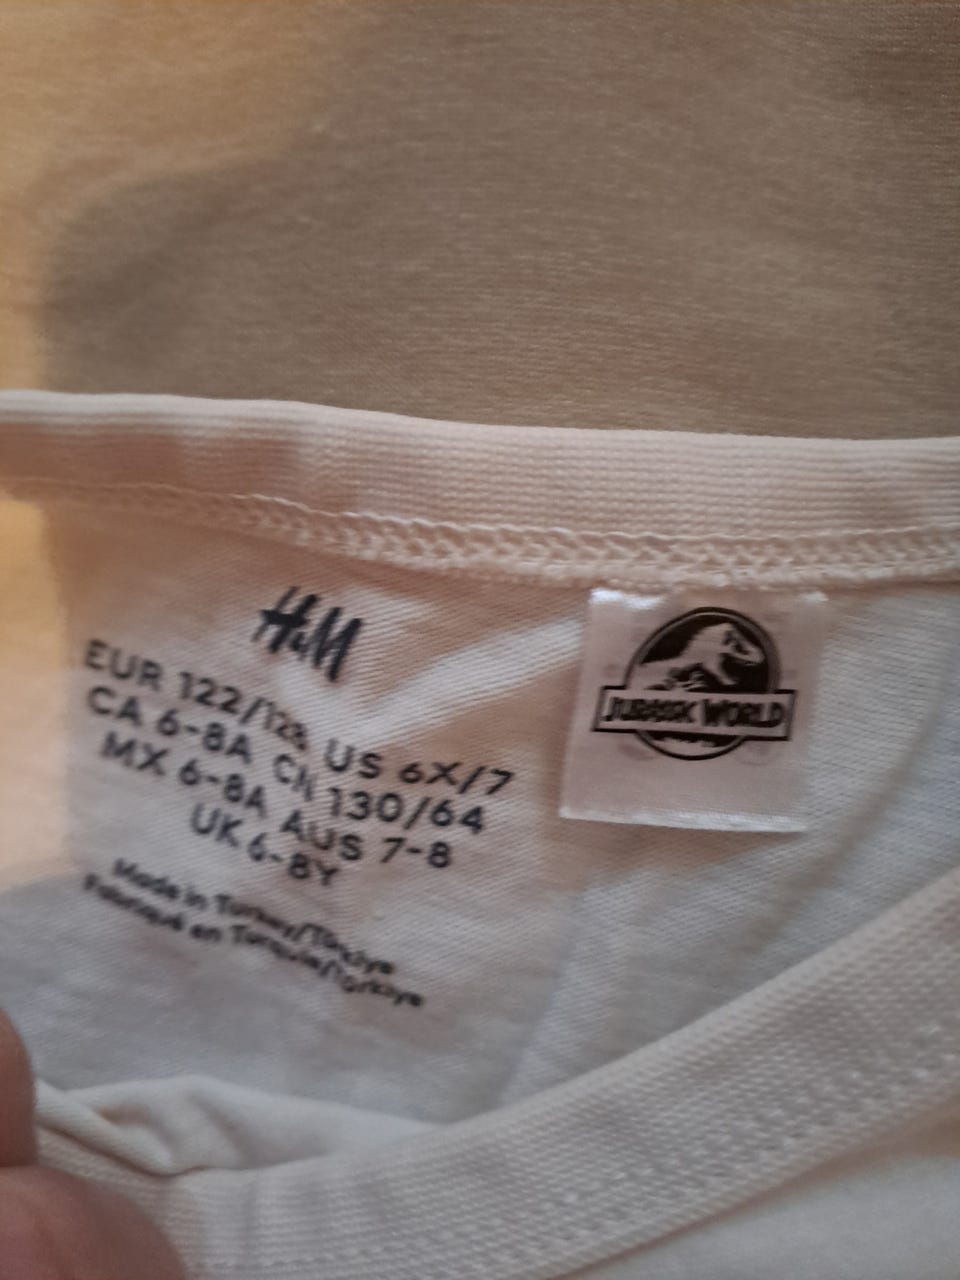 H&M
EUR 122/128 US 6X/7
CA 6-8A CN 130/64
MX 6-8A AUS 7-8
UK 6-8Y
Made in Turkey/Türkiye
Fabriqué en Turquie/Türkiye
JURASSIC WORLD